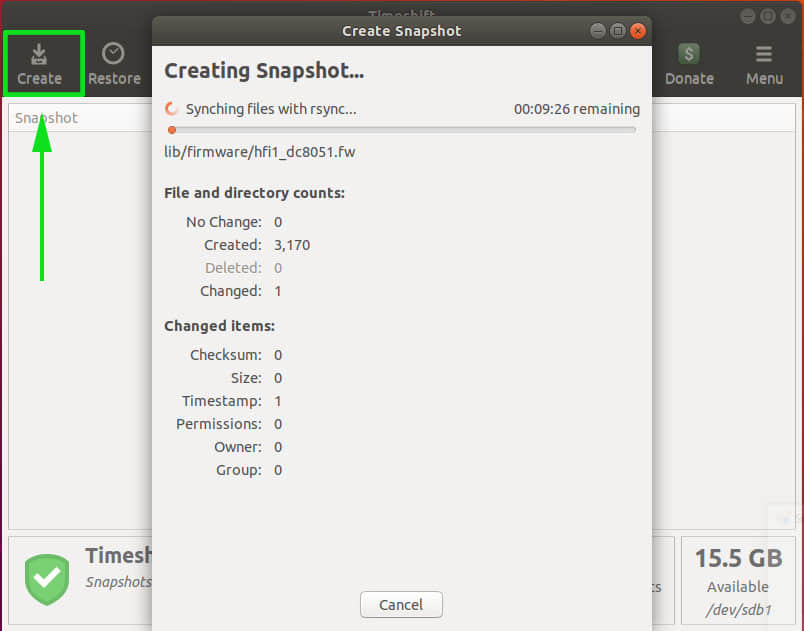 Timeshift
Create Snapshot
Create
Restore
Donate
Menu
Creating Snapshot...
Synching files with rsync...
00:09:26 remaining
Snapshot
lib/firmware/hfi1_dc8051.fw
File and directory counts:
No Change: 0
Created: 3,170
Deleted: 0
Changed: 1
Changed items:
Checksum: 0
Size: 0
Timestamp: 1
Permissions: 0
Owner: 0
Group: 0
Timesh
Snapshots
ts
15.5 GB
Available
/dev/sdb1
Cancel